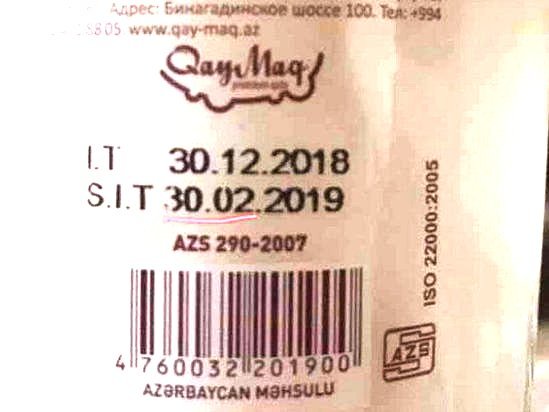 Адрес: Бинагадинское шоссе 100. Тел: +994
8805 www.qay-maq.az
QayMaq
I.T 30.12.2018
S.I.T 30.02.2019
AZS 290-2007
4 760032 201900
AZƏRBAYCAN MƏHSULU
ISO 22000:2005
AZS